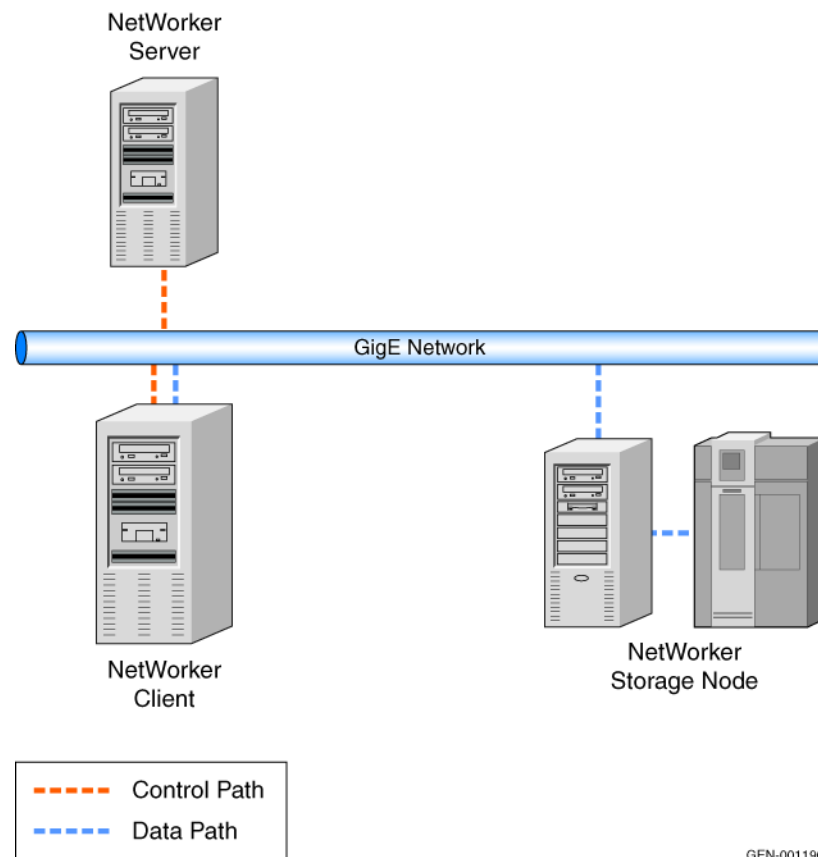 NetWorker
Server
GigE Network
NetWorker
Client
NetWorker
Storage Node
Control Path
Data Path